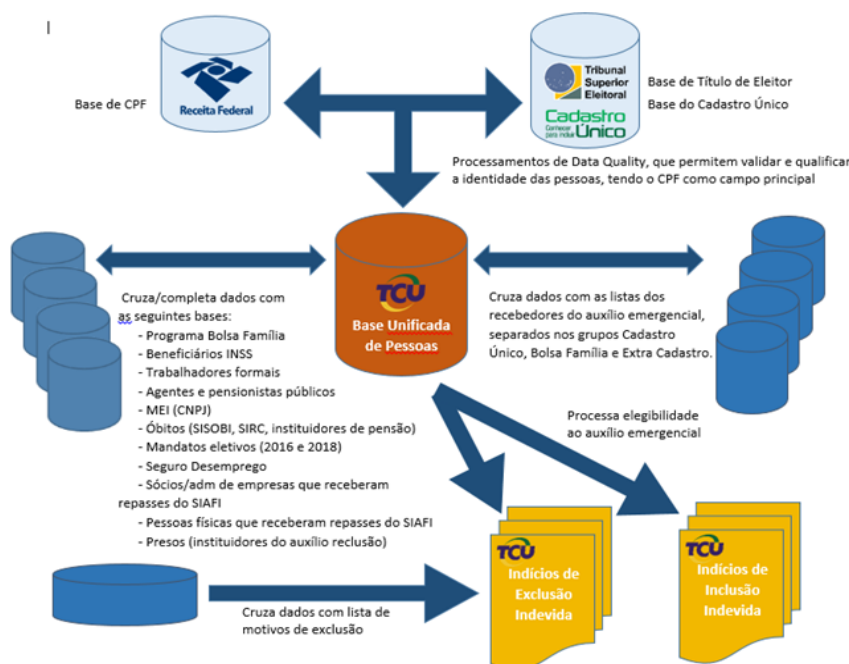 Base de CPF
Receita Federal
Tribunal
Superior
Eleitoral
Cadastro
Conhecer
para incluir
Único
Base de Título de Eleitor
Base do Cadastro Único
Processamentos de Data Quality, que permitem validar e qualificar
a identidade das pessoas, tendo o CPF como campo principal
TCU
Base Unificada
de Pessoas
Cruza/completa dados com
as seguintes bases:
- Programa Bolsa Família
- Beneficiários INSS
- Trabalhadores formais
- Agentes e pensionistas públicos
- MEI (CNPJ)
- Óbitos (SISOBI, SIRC, instituidores de pensão)
- Mandatos eletivos (2016 e 2018)
- Seguro Desemprego
- Sócios/adm de empresas que receberam
repasses do SIAFI
- Pessoas físicas que receberam repasses do SIAFI
- Presos (instituidores do auxílio reclusão)
Cruza dados com as listas dos
recebedores do auxílio emergencial,
separados nos grupos Cadastro
Único, Bolsa Família e Extra Cadastro.
Processa elegibilidade
ao auxílio emergencial
Cruza dados com lista de
motivos de exclusão
TCU
Indícios de
Exclusão
Indevida
TCU
Indícios de
Inclusão
Indevida